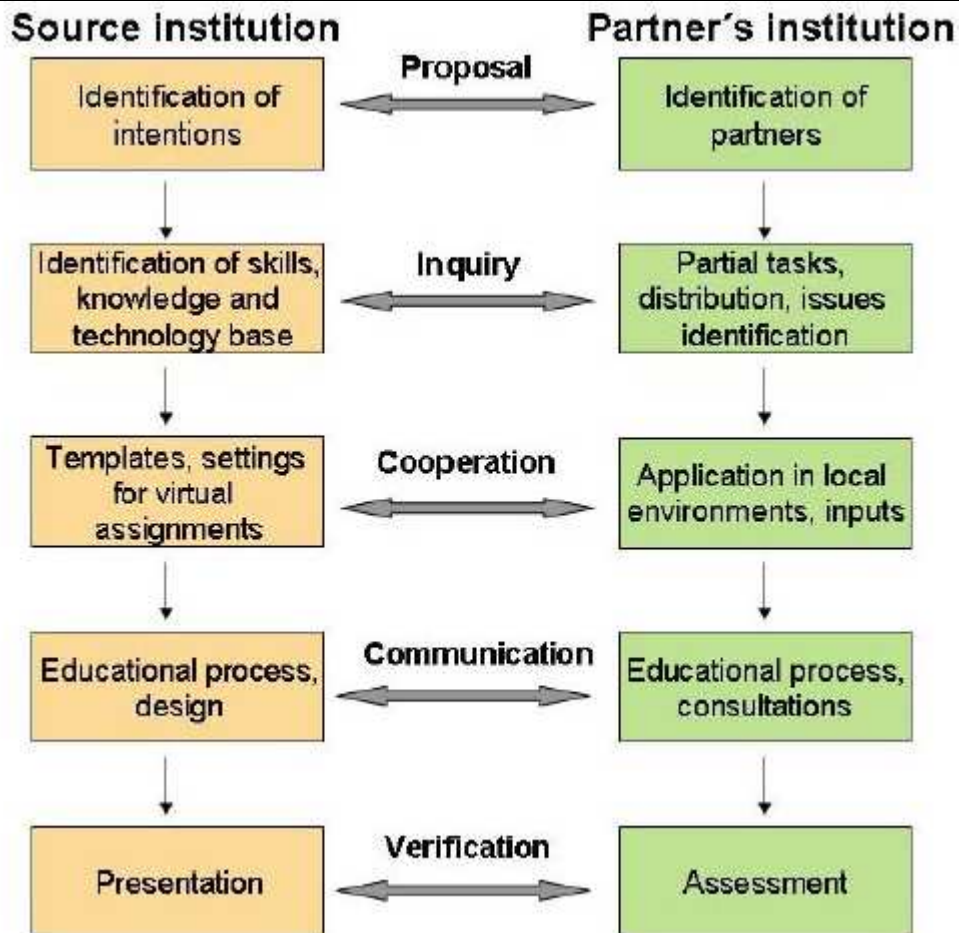 Source institution
Partner´s institution
Proposal
Identification of
intentions
Identification of
partners
Inquiry
Identification of skills,
knowledge and
technology base
Partial tasks,
distribution, issues
identification
Cooperation
Templates, settings
for virtual
assignments
Application in local
environments, inputs
Communication
Educational process,
design
Educational process,
consultations
Verification
Presentation
Assessment